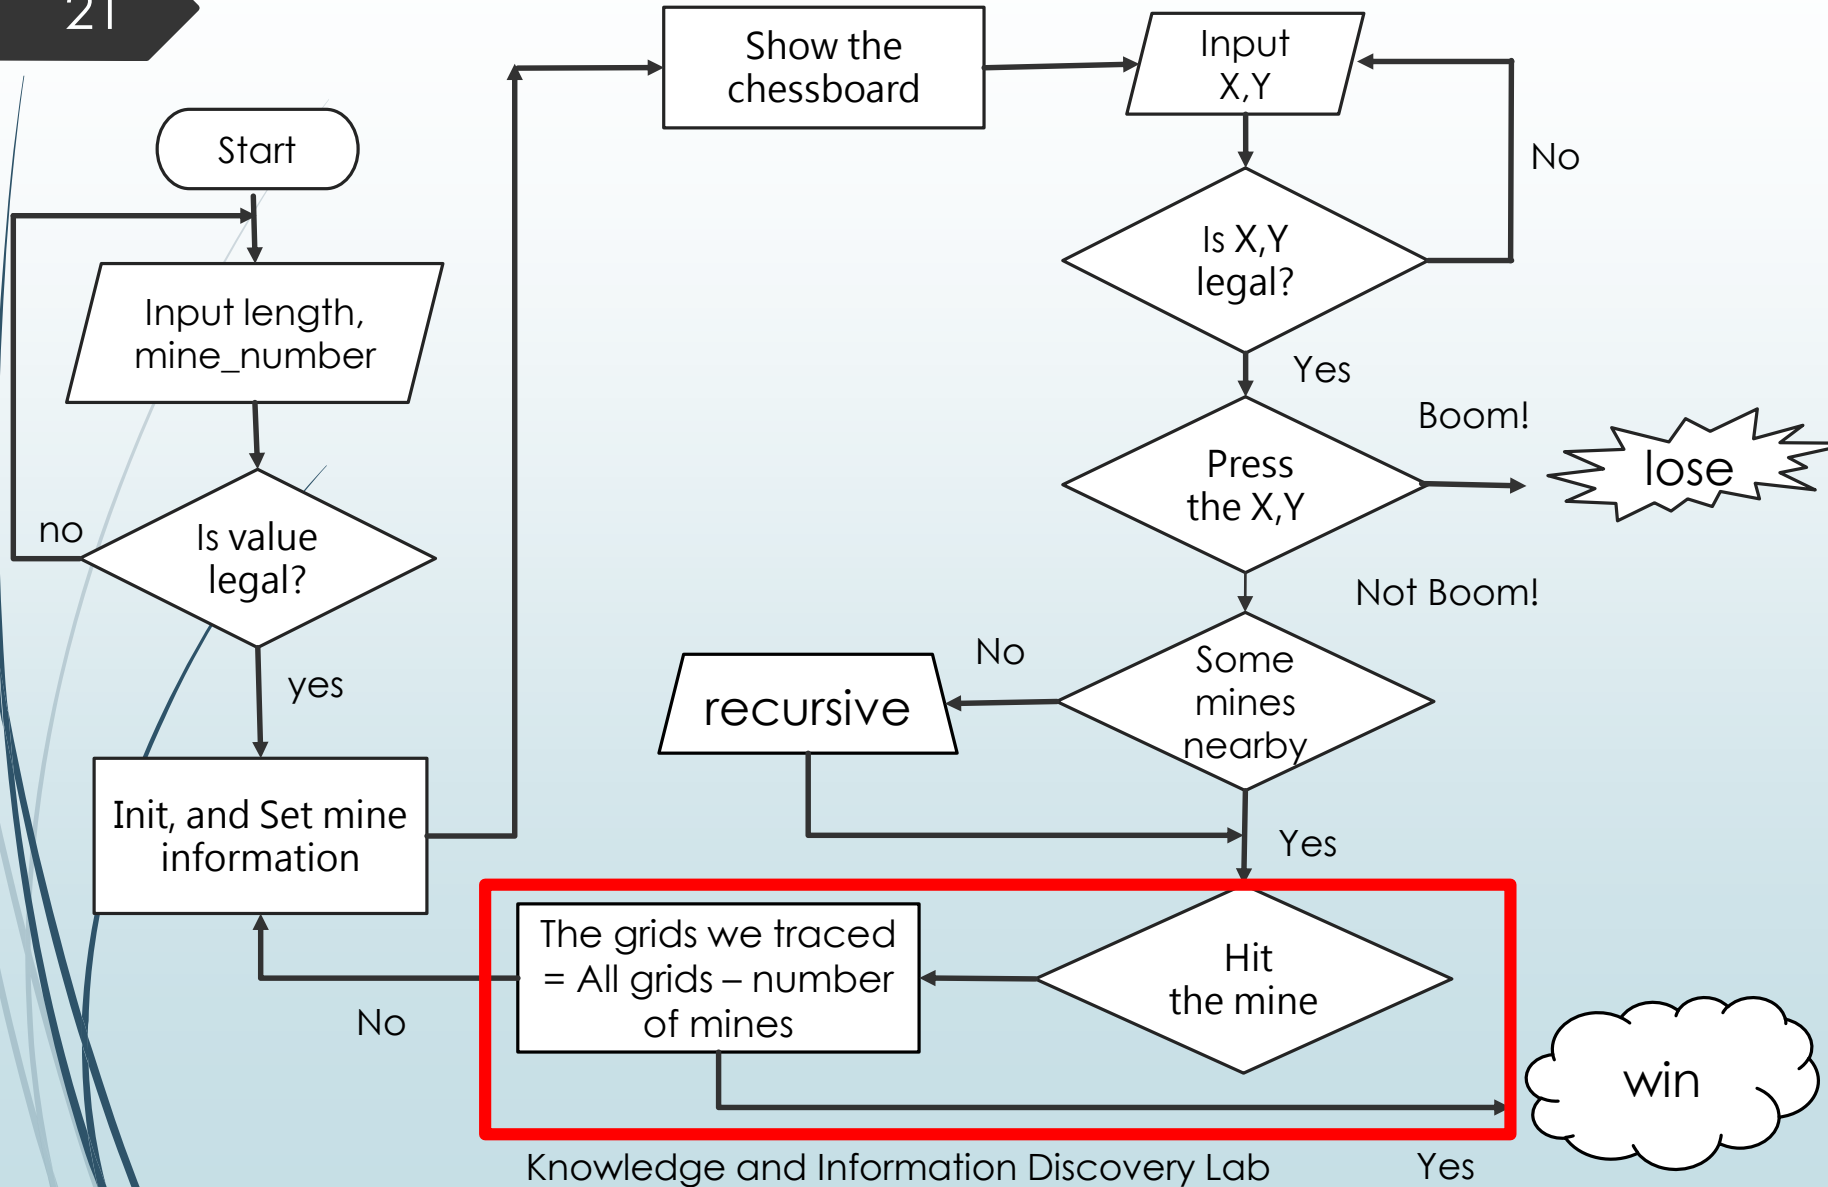 21
Start
Input length,
mine_number
no
Is value
legal?
yes
Init, and Set mine
information
Show the
chessboard
Input
X,Y
No
Is X,Y
legal?
Yes
Boom!
Press
the X,Y
lose
Not Boom!
No
Some
mines
nearby
recursive
Yes
Hit
the mine
The grids we traced
= All grids – number
of mines
No
win
Yes
Knowledge and Information Discovery Lab